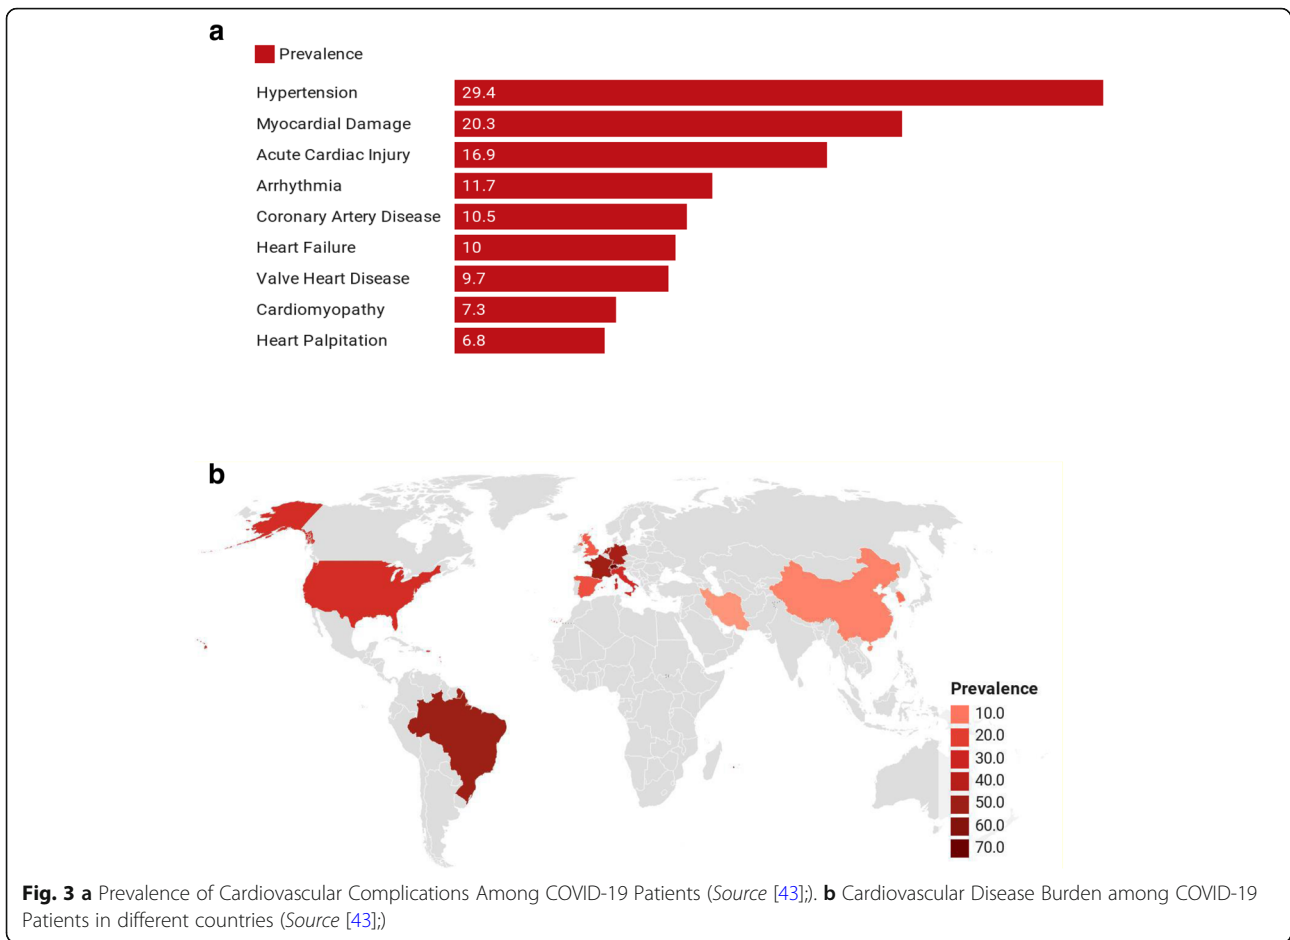 a
Prevalence
Hypertension 29.4
Myocardial Damage 20.3
Acute Cardiac Injury 16.9
Arrhythmia 11.7
Coronary Artery Disease 10.5
Heart Failure 10
Valve Heart Disease 9.7
Cardiomyopathy 7.3
Heart Palpitation 6.8
b
Prevalence
10.0
20.0
30.0
40.0
50.0
60.0
70.0
Fig. 3 a Prevalence of Cardiovascular Complications Among COVID-19 Patients (Source [43];). b Cardiovascular Disease Burden among COVID-19
Patients in different countries (Source [43];)